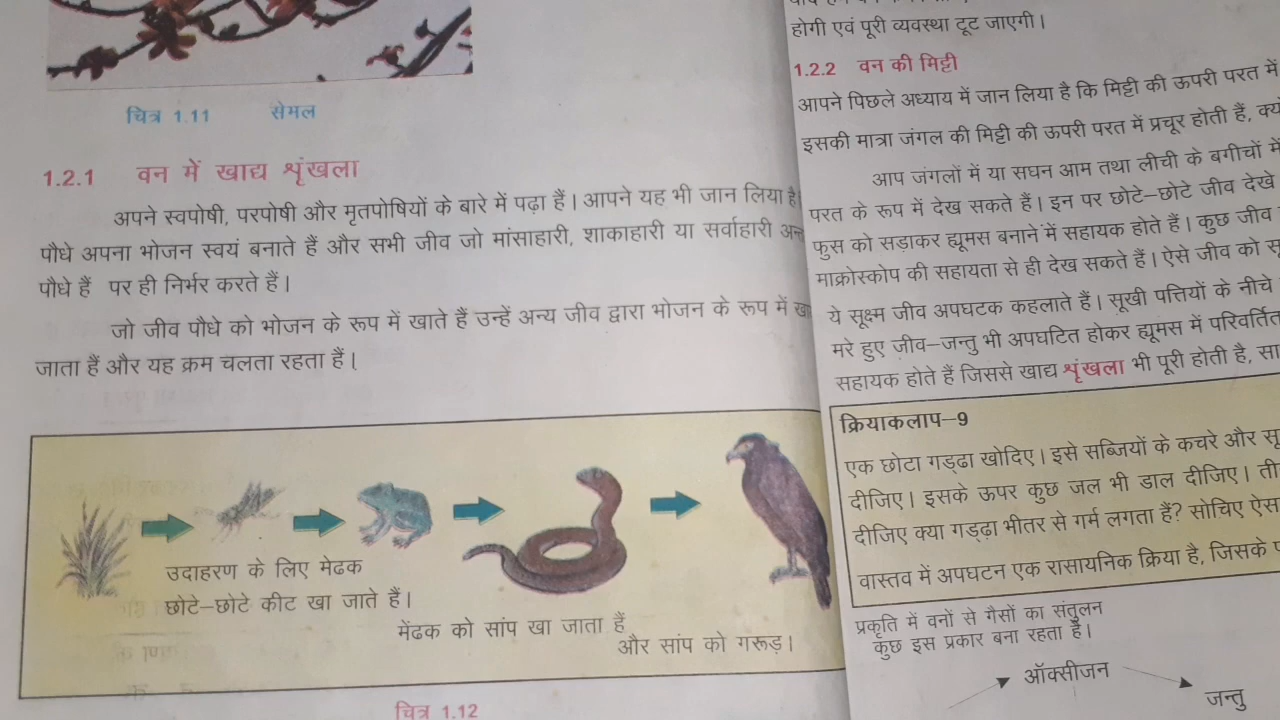 चित्र 1.11 सेमल
1.2.1 वन में खाद्य श्रृंखला
अपने स्वपोषी, परपोषी और मृतपोषियों के बारे में पढ़ा हैं। आपने यह भी जान लिया है
पौधे अपना भोजन स्वयं बनाते हैं और सभी जीव जो मांसाहारी, शाकाहारी या सर्वाहारी
पौधे हैं पर ही निर्भर करते हैं।
जो जीव पौधे को भोजन के रूप में खाते हैं उन्हें अन्य जीव द्वारा भोजन के रूप में
जाता हैं और यह क्रम चलता रहता हैं।
उदाहरण के लिए मेढक
छोटे–छोटे कीट खा जाते हैं।
मेंढक को सांप खा जाता हैं
और सांप को गरूड़।
चित्र 1.12
होगी एवं पूरी व्यवस्था टूट जाएगी।
1.2.2 वन की मिट्टी
आपने पिछले अध्याय में जान लिया है कि मिट्टी की ऊपरी परत में
इसकी मात्रा जंगल की मिट्टी की ऊपरी परत में प्रचूर होती हैं,
आप जंगलों में या सघन आम तथा लीची के बगीचों में
परत के रूप में देख सकते हैं। इन पर छोटे–छोटे जीव देखे
फुस को सड़ाकर ह्यूमस बनाने में सहायक होते हैं। कुछ जीव
माक्रोस्कोप की सहायता से ही देख सकते हैं। ऐसे जीव को
ये सूक्ष्म जीव अपघटक कहलाते हैं। सूखी पत्तियों के नीचे
मरे हुए जीव–जन्तु भी अपघटित होकर ह्यूमस में परिवर्तित
सहायक होते हैं जिससे खाद्य श्रृंखला भी पूरी होती है,
क्रियाकलाप–9
एक छोटा गड्ढा खोदिए। इसे सब्जियों के कचरे और
दीजिए। इसके ऊपर कुछ जल भी डाल दीजिए।
दीजिए क्या गड्ढ़ा भीतर से गर्म लगता हैं? सोचिए
वास्तव में अपघटन एक रासायनिक क्रिया है, जिसके
प्रकृति में वनों से गैसों का संतुलन
कुछ इस प्रकार बना रहता है।
ऑक्सीजन
जन्तु